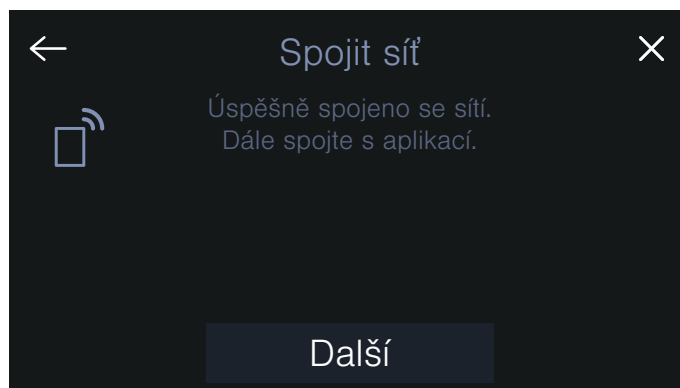 Spojit síť
Úspěšně spojeno se sítí.
Dále spojte s aplikací.
Další